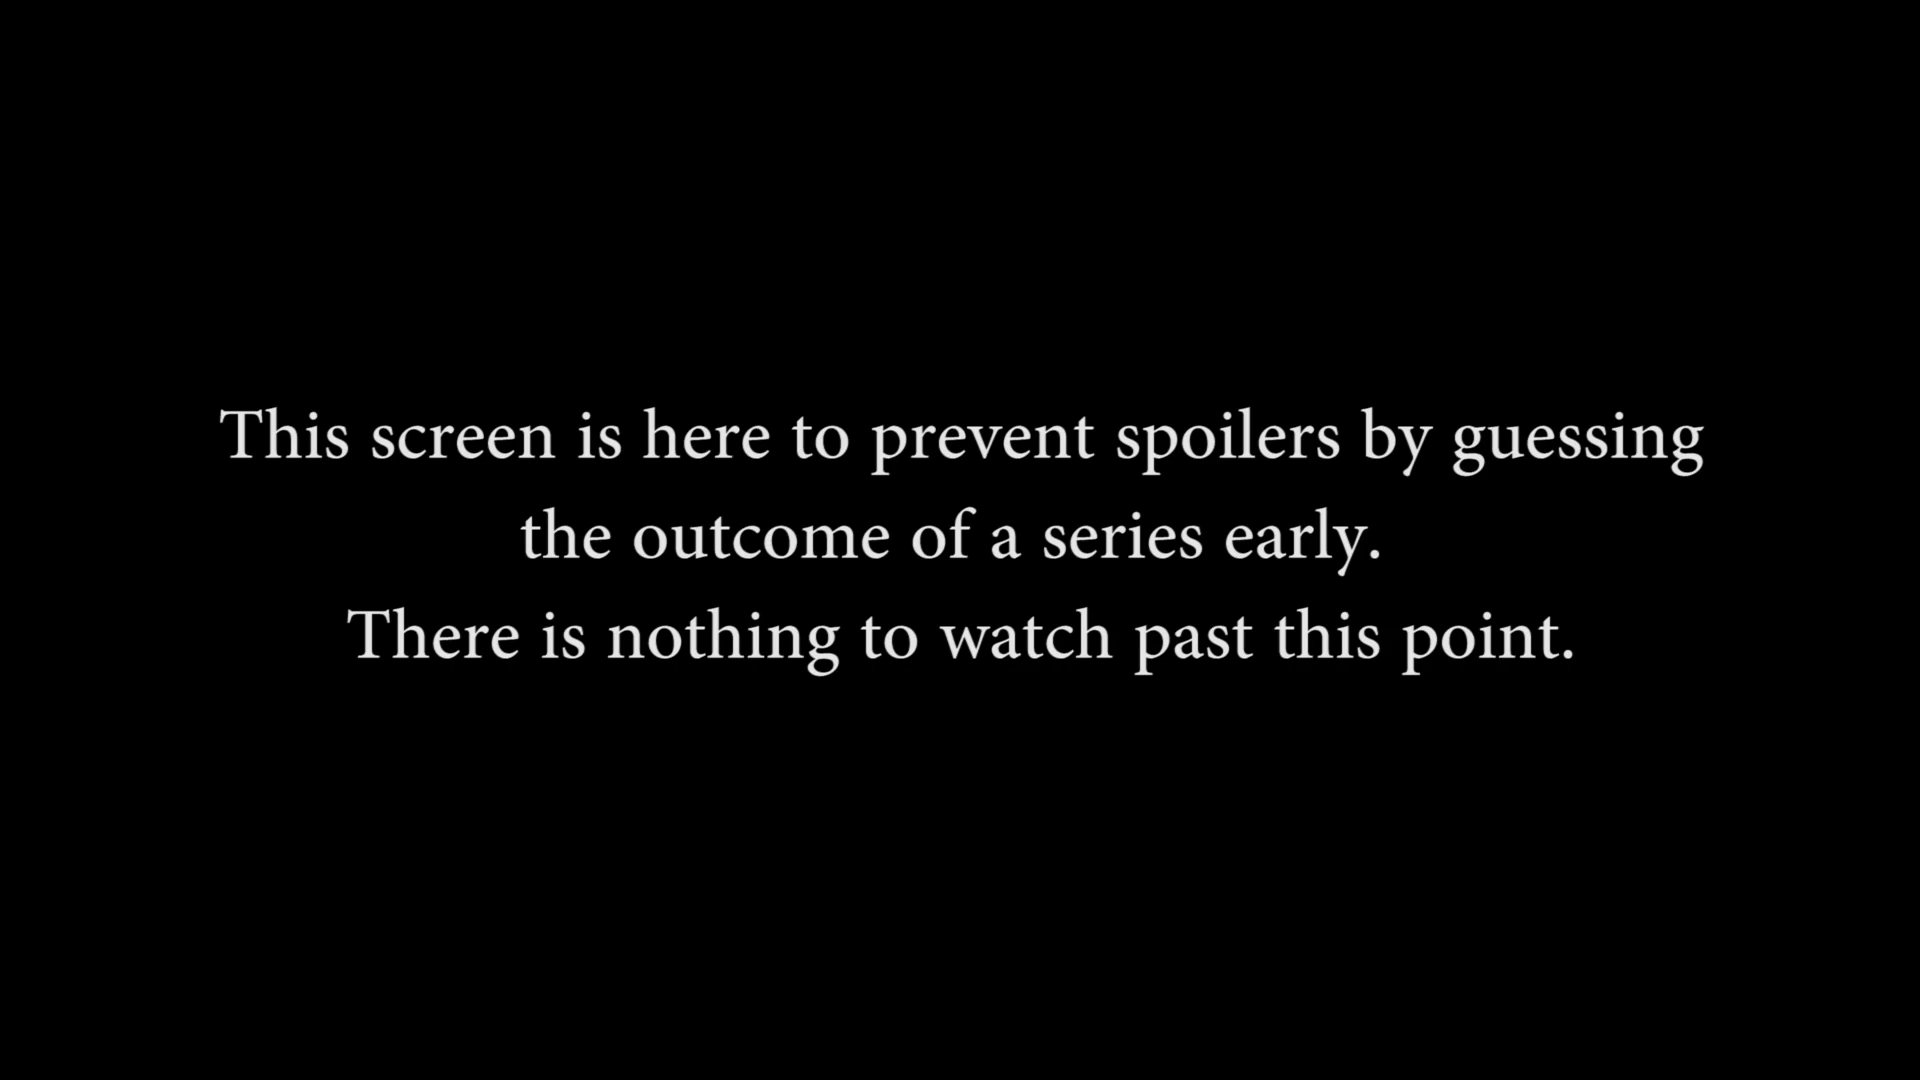 This screen is here to prevent spoilers by guessing
the outcome of a series early.
There is nothing to watch past this point.